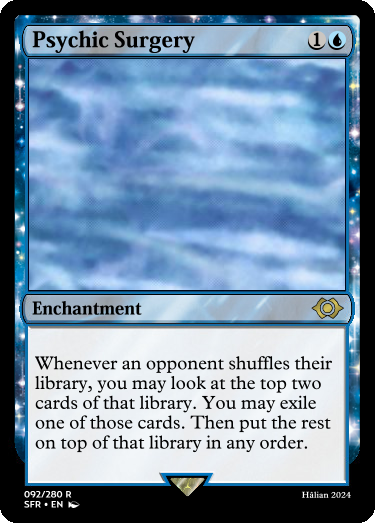 Psychic Surgery 1
Enchantment
Whenever an opponent shuffles their
library, you may look at the top two
cards of that library. You may exile
one of those cards. Then put the rest
on top of that library in any order.
092/280 R
SFR • EN
Hålian 2024